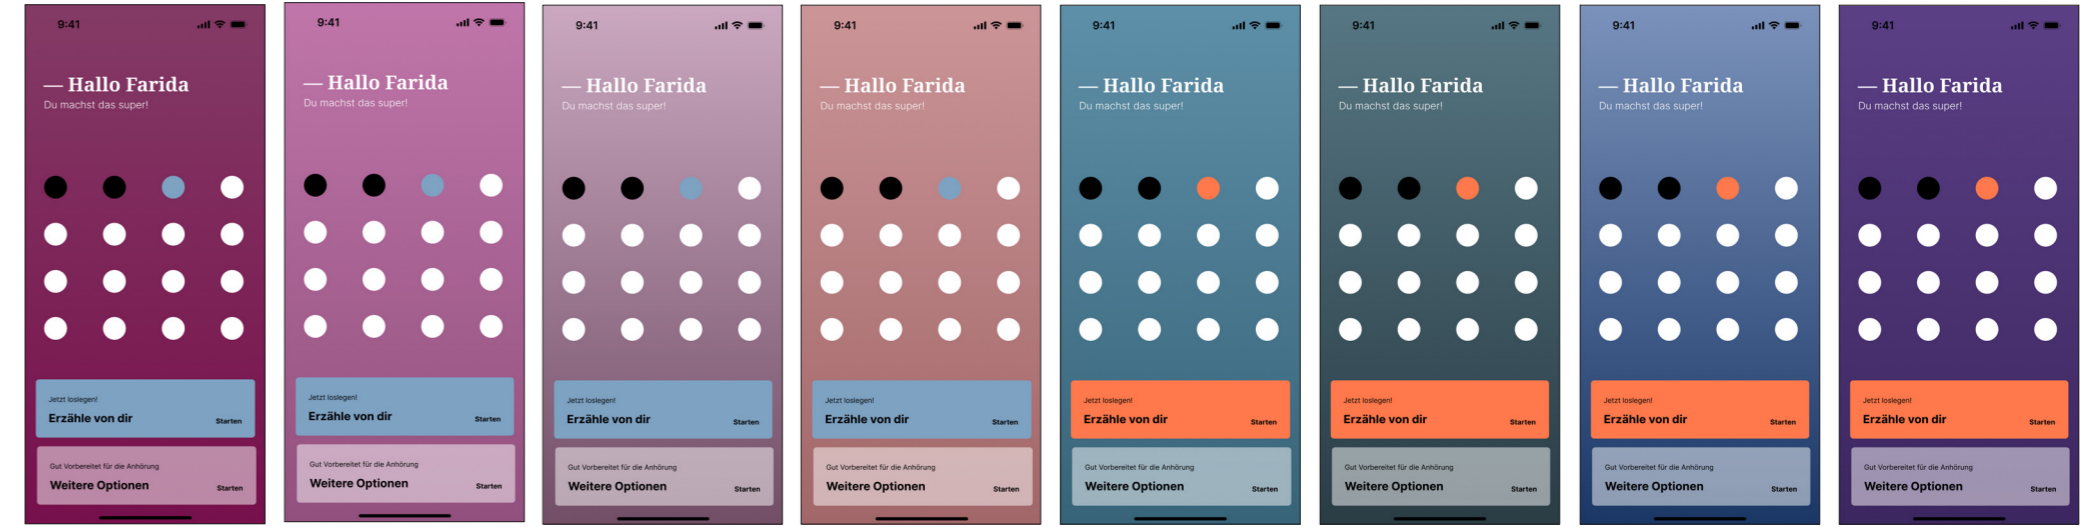 9:41
— Hallo Farida
Du machst das super!
Jetzt loslegen!
Erzähle von dir
Starten
Gut Vorbereitet für die Anhörung
Weitere Optionen
Starten
9:41
— Hallo Farida
Du machst das super!
Jetzt loslegen!
Erzähle von dir
Starten
Gut Vorbereitet für die Anhörung
Weitere Optionen
Starten
9:41
— Hallo Farida
Du machst das super!
Jetzt loslegen!
Erzähle von dir
Starten
Gut Vorbereitet für die Anhörung
Weitere Optionen
Starten
9:41
— Hallo Farida
Du machst das super!
Jetzt loslegen!
Erzähle von dir
Starten
Gut Vorbereitet für die Anhörung
Weitere Optionen
Starten
9:41
— Hallo Farida
Du machst das super!
Jetzt loslegen!
Erzähle von dir
Starten
Gut Vorbereitet für die Anhörung
Weitere Optionen
Starten
9:41
— Hallo Farida
Du machst das super!
Jetzt loslegen!
Erzähle von dir
Starten
Gut Vorbereitet für die Anhörung
Weitere Optionen
Starten
9:41
— Hallo Farida
Du machst das super!
Jetzt loslegen!
Erzähle von dir
Starten
Gut Vorbereitet für die Anhörung
Weitere Optionen
Starten
9:41
— Hallo Farida
Du machst das super!
Jetzt loslegen!
Erzähle von dir
Starten
Gut Vorbereitet für die Anhörung
Weitere Optionen
Starten